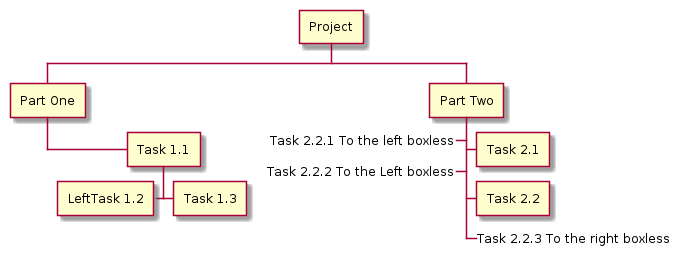 Project
Part One
Part Two
Task 1.1
Task 2.2.1 To the left boxless
Task 2.1
Task 2.2.2 To the Left boxless
LeftTask 1.2
Task 1.3
Task 2.2
Task 2.2.3 To the right boxless